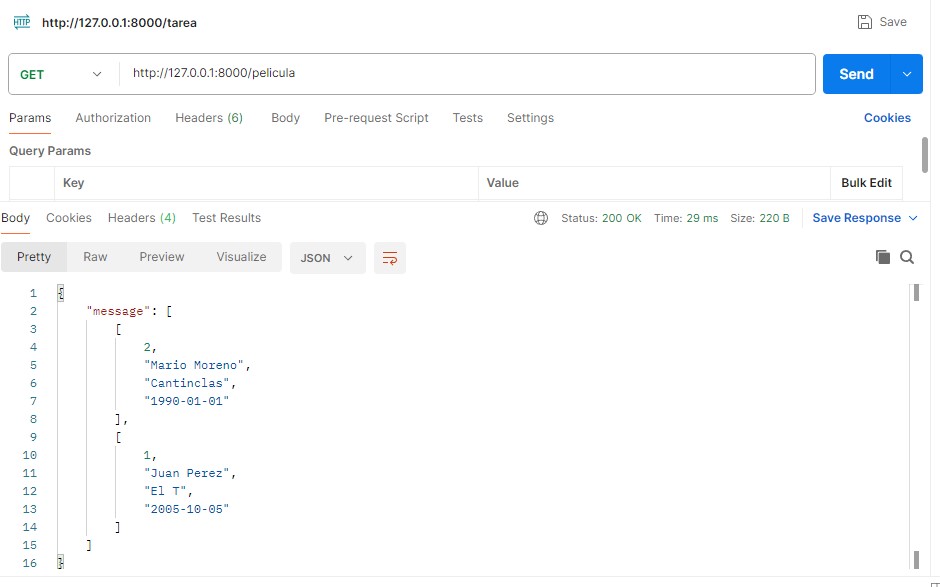 HTTP http://127.0.0.1:8000/tarea Save
GET http://127.0.0.1:8000/pelicula Send
Params Authorization Headers (6) Body Pre-request Script Tests Settings Cookies
Query Params
Key Value Bulk Edit
Body Cookies Headers (4) Test Results Status: 200 OK Time: 29 ms Size: 220 B Save Response
Pretty Raw Preview Visualize JSON
1 {
2 "message": [
3 [
4 2,
5 "Mario Moreno",
6 "Cantinclas",
7 "1990-01-01"
8 ],
9 [
10 1,
11 "Juan Perez",
12 "El T",
13 "2005-10-05"
14 ]
15 ]
16 }